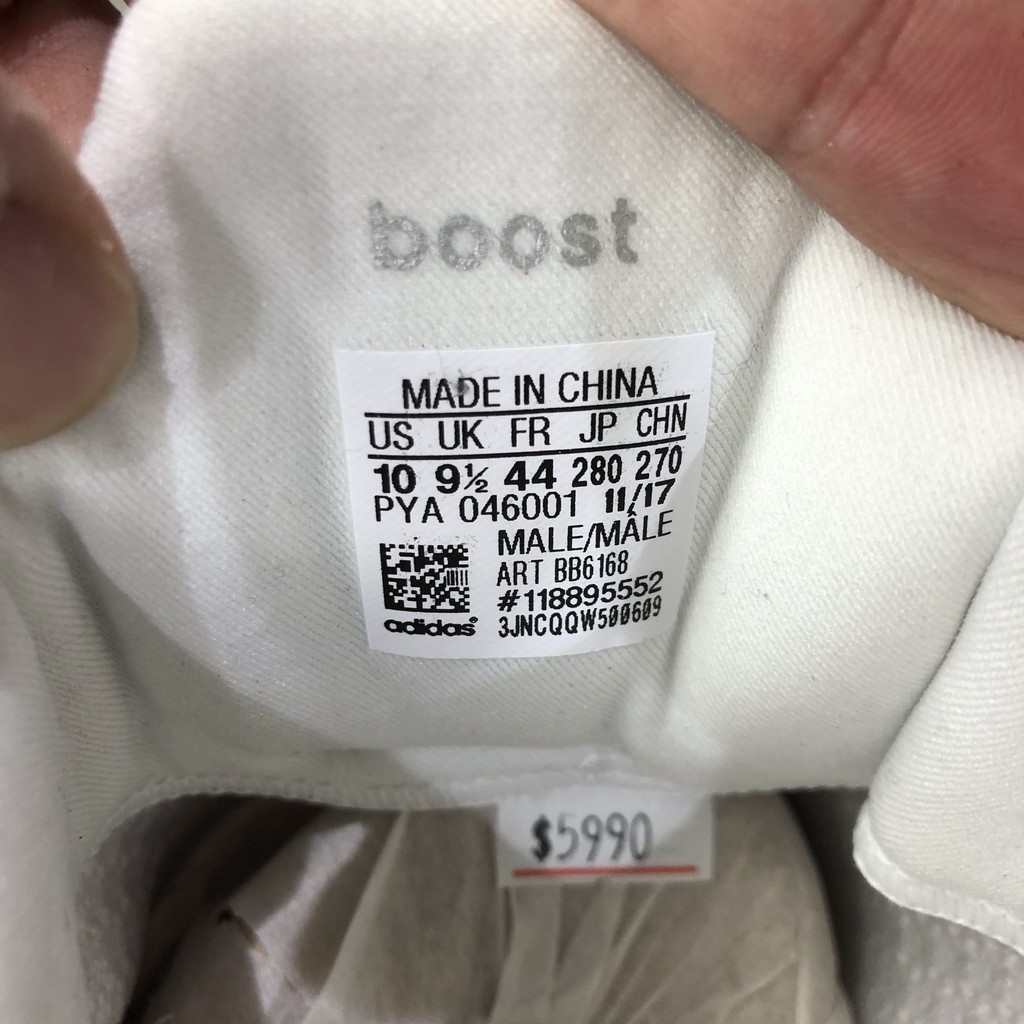 boost
MADE IN CHINA
US UK FR JP CHN
10 9½ 44 280 270
PYA 046001 11/17
MALE/MÂLE
ART BB6168
#118895552
adidas® 3JNCQQW500609
$5990